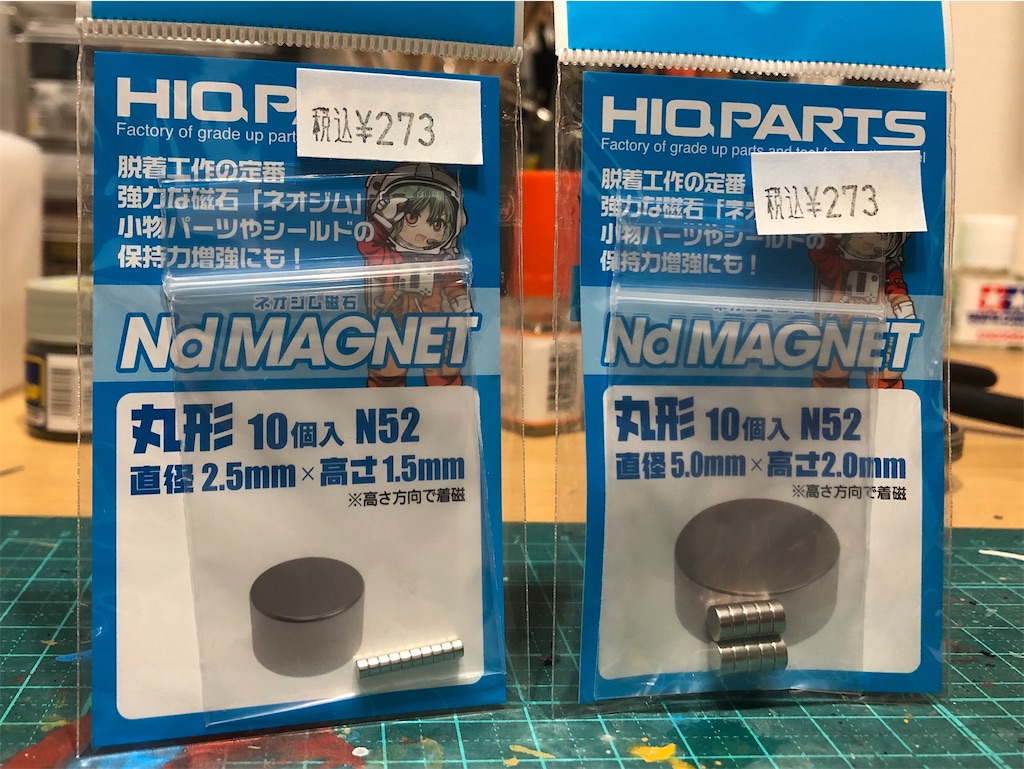 HIQP
Factory of grade up part
税込¥273
脱着工作の定番
強力な磁石「ネオジム」
小物パーツやシールドの
保持力増強にも!
ネオジム磁石
Nd MAGNET
丸形 10個入 N52
直径2.5mm×高さ1.5mm
※高さ方向で着磁
HIQPARTS
Factory of grade up parts and tool for
税込¥273
脱着工作の定番
強力な磁石「ネオ
小物パーツやシールドの
保持力増強にも!
Nd MAGNET
丸形 10個入 N52
直径5.0mm×高さ2.0mm
※高さ方向で着磁